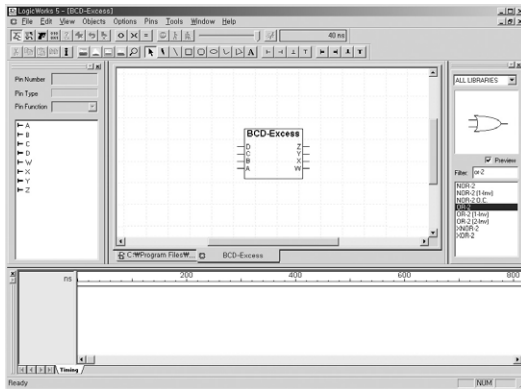 LogicWorks 5 - [BCD-Excess]
File Edit View Objects Options Pins Tools Window Help
40 ns
Pin Number
Pin Type
Pin Function
A
B
C
D
W
X
Y
Z
BCD-Excess
D Z
C Y
B X
A W
C:₩Program Files₩...
BCD-Excess
ALL LIBRARIES
Preview
Filter: or-2
NOR-2
NOR-2 (1-Inv)
NOR-2 O.C.
OR-2
OR-2 (1-Inv)
OR-2 (2-Inv)
XNOR-2
XOR-2
ns 200 400 600 800
Timing
Ready
NUM